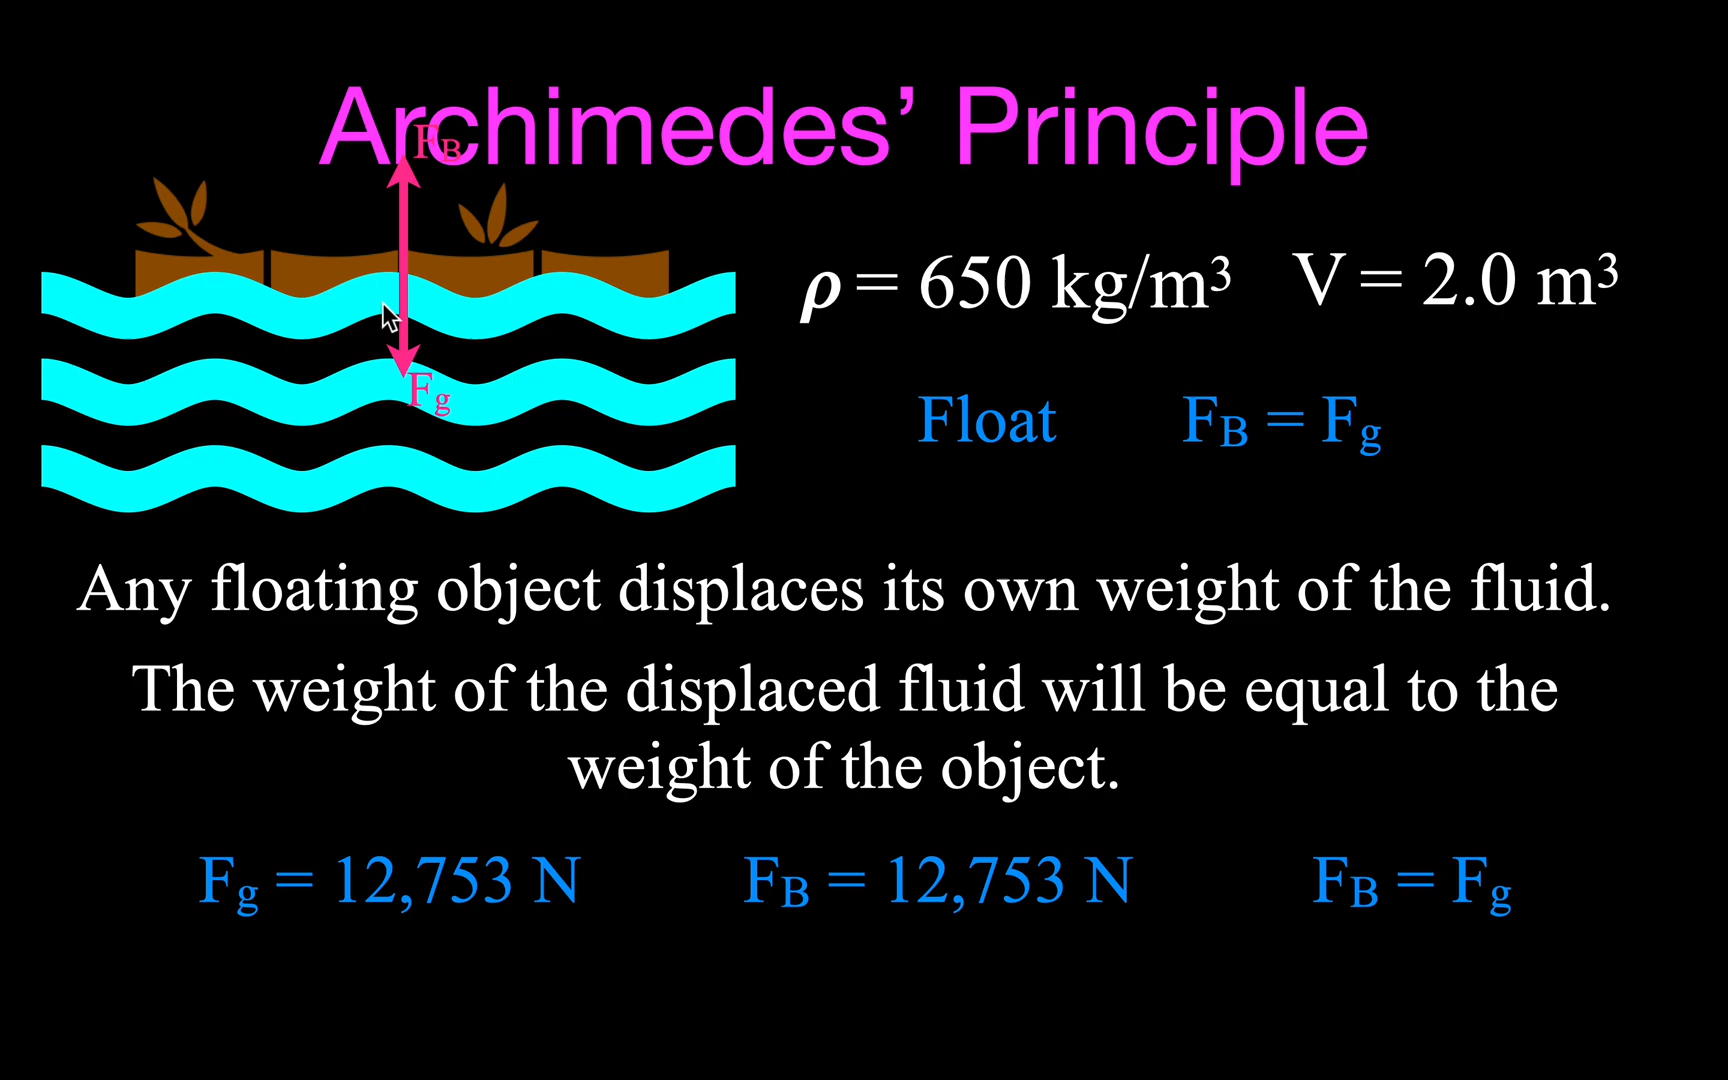 Archimedes’ Principle
F_B
ρ = 650 kg/m³ V = 2.0 m³
F_g
Float F_B = F_g
Any floating object displaces its own weight of the fluid.
The weight of the displaced fluid will be equal to the
weight of the object.
F_g = 12,753 N F_B = 12,753 N F_B = F_g